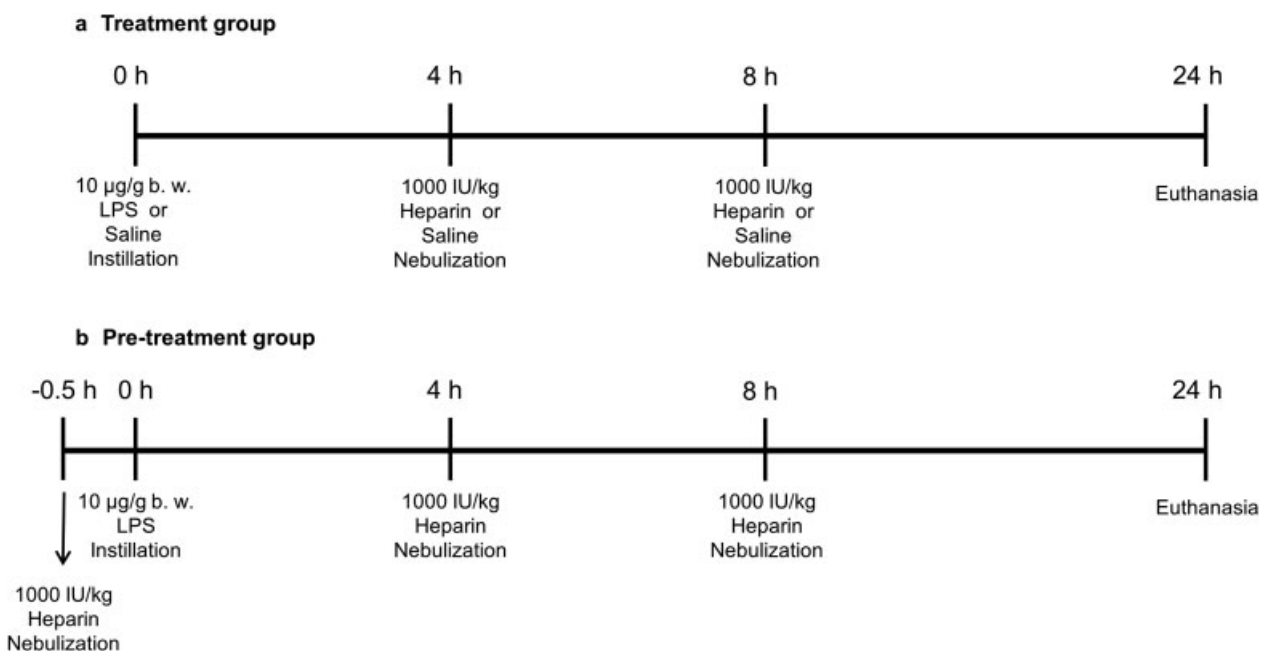 a Treatment group
0 h 4 h 8 h 24 h
10 µg/g b. w.
LPS or
Saline
Instillation
1000 IU/kg
Heparin or
Saline
Nebulization
1000 IU/kg
Heparin or
Saline
Nebulization
Euthanasia
b Pre-treatment group
-0.5 h 0 h 4 h 8 h 24 h
10 µg/g b. w.
LPS
Instillation
1000 IU/kg
Heparin
Nebulization
1000 IU/kg
Heparin
Nebulization
Euthanasia
1000 IU/kg
Heparin
Nebulization